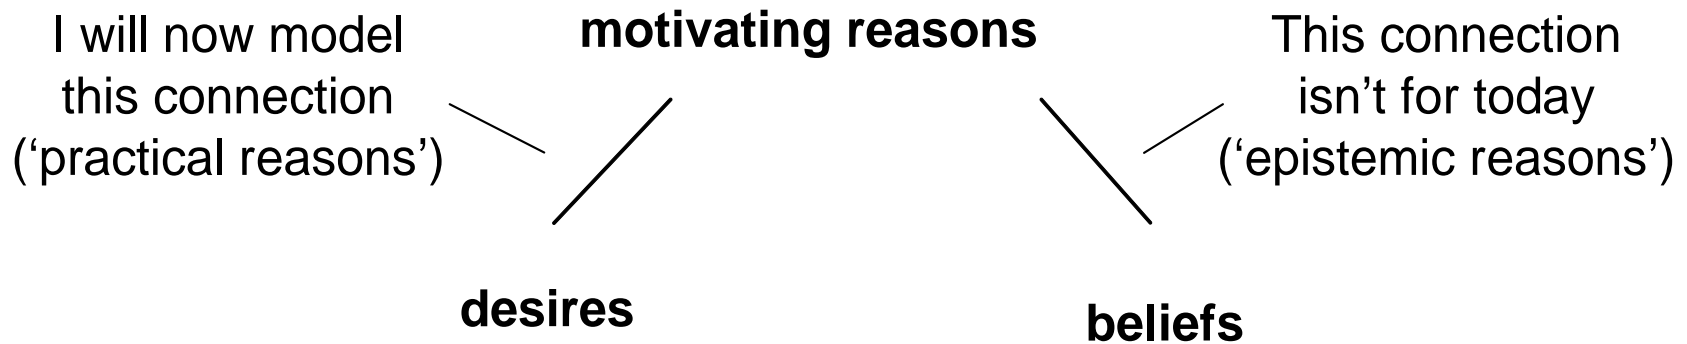 I will now model
this connection
(‘practical reasons’)
motivating reasons
This connection
isn’t for today
(‘epistemic reasons’)
desires
beliefs